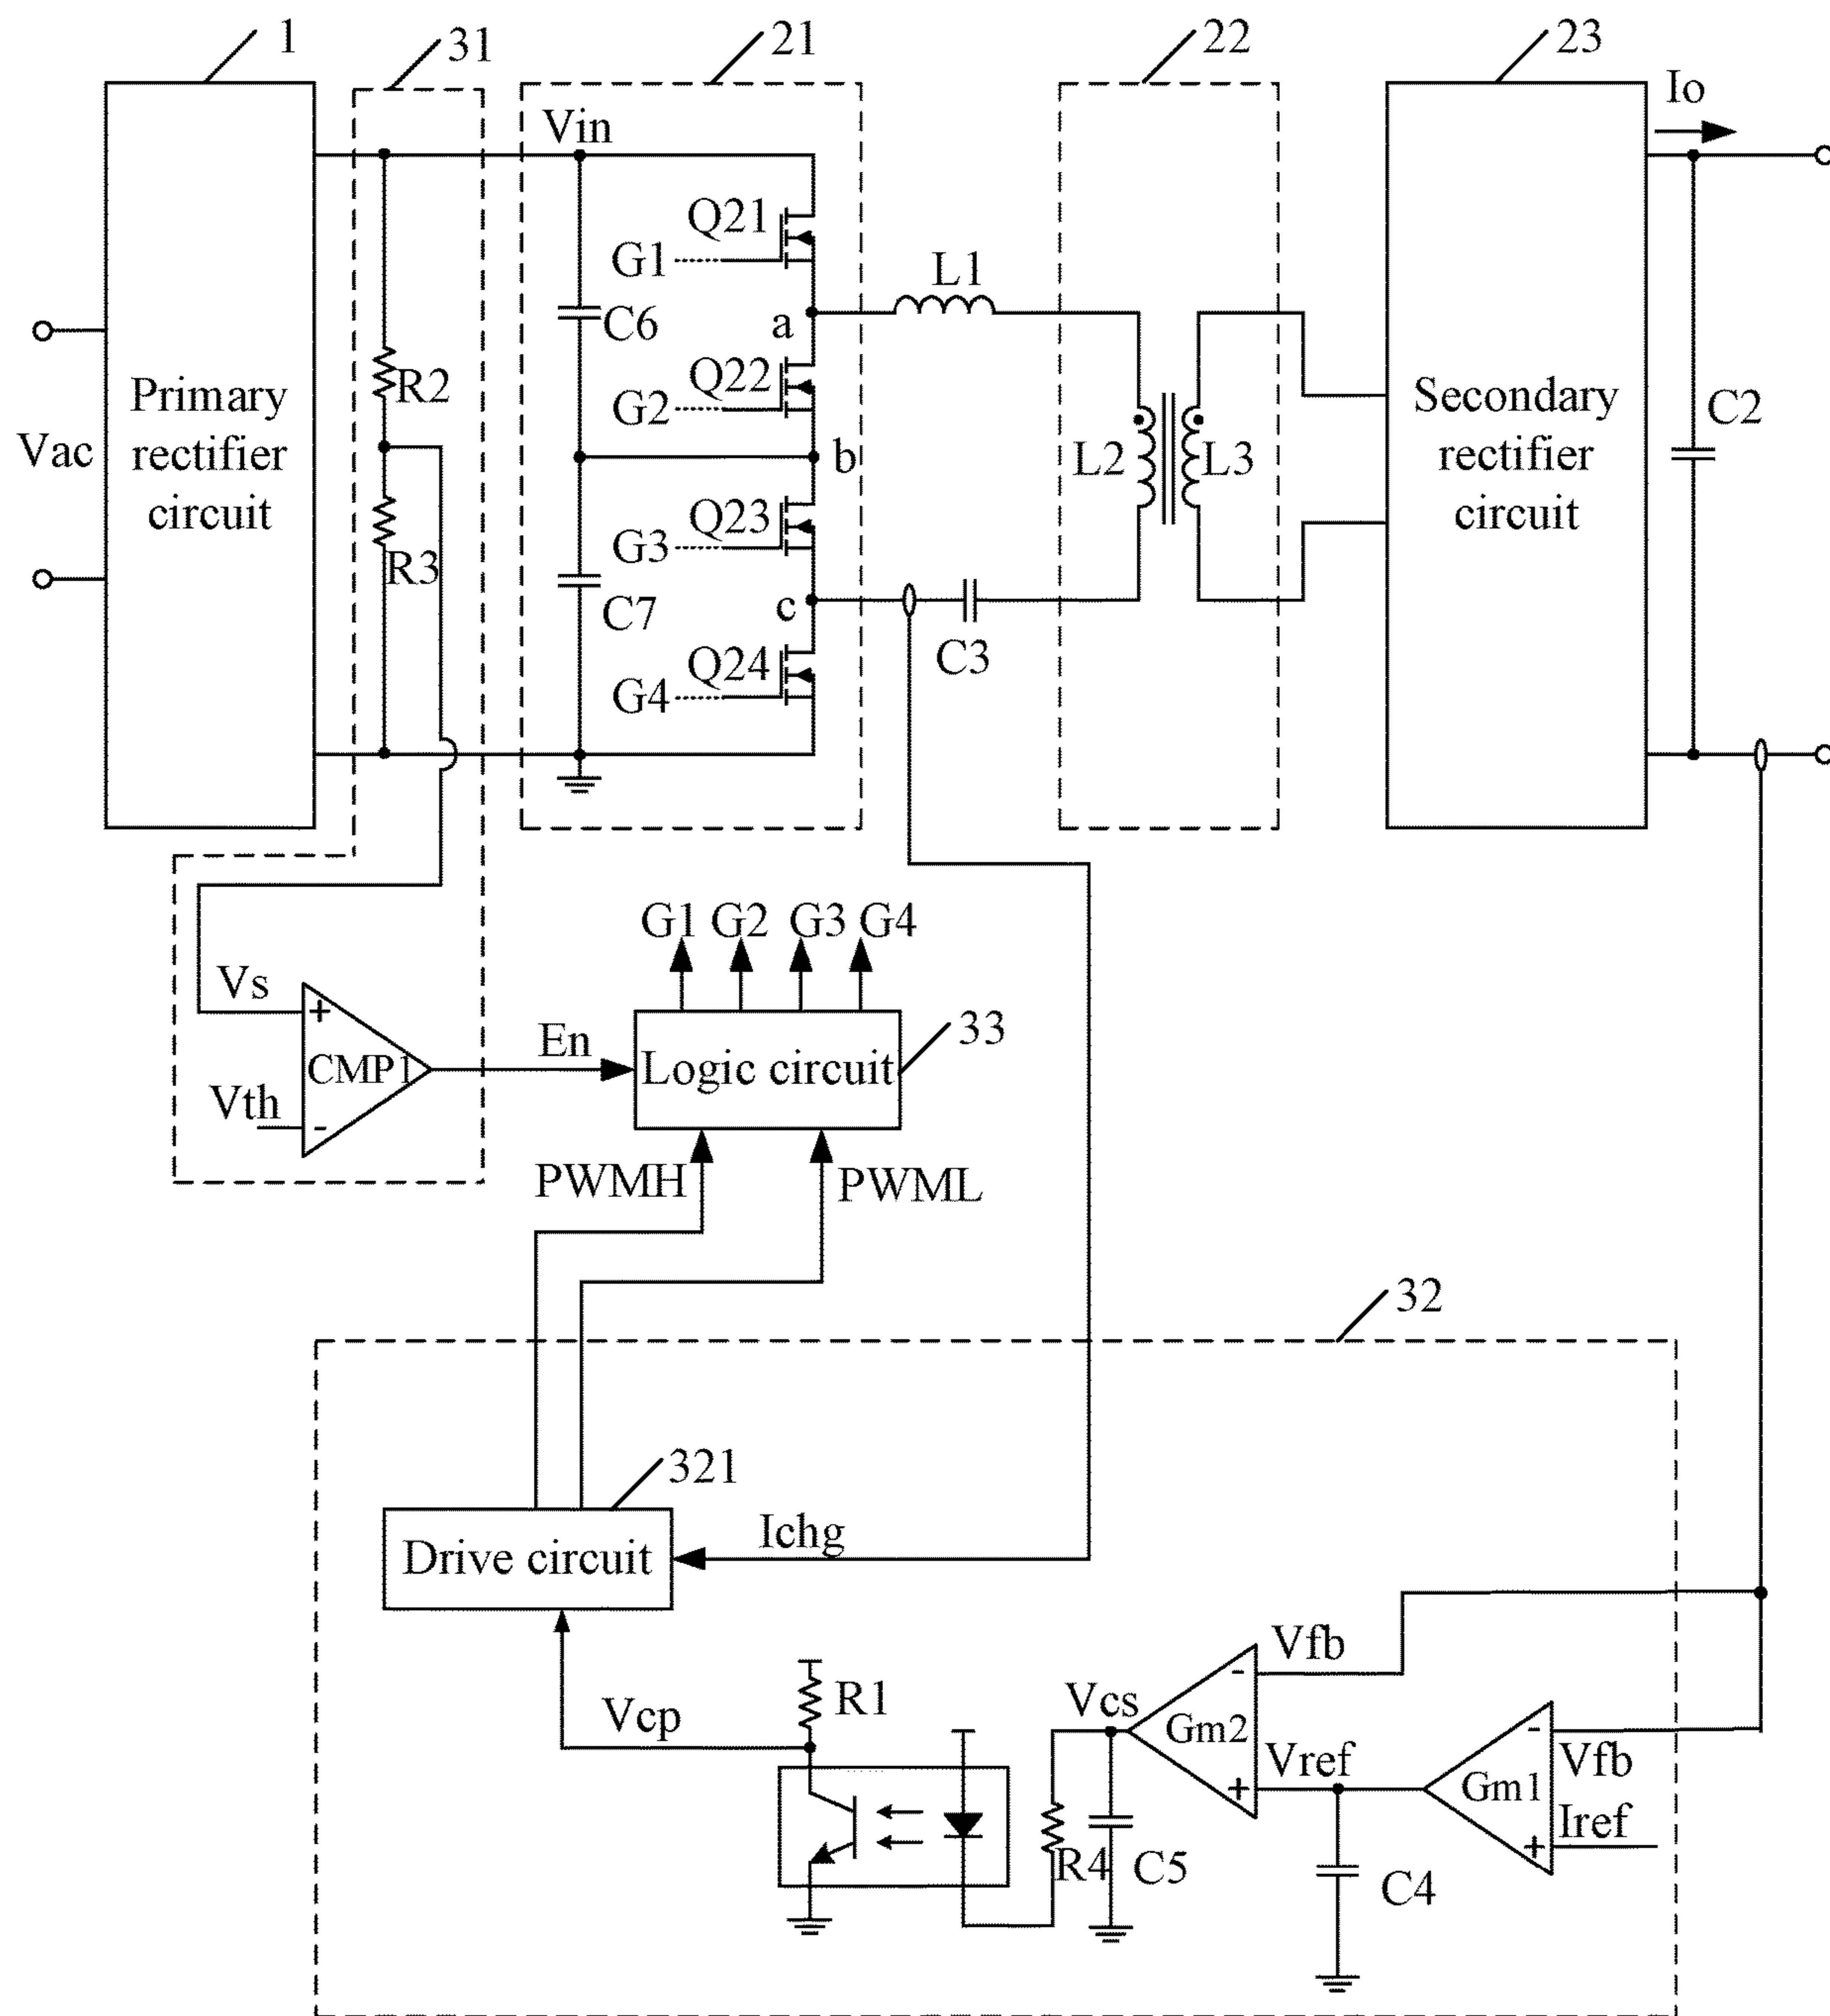 1
31
21
22
23
Io
Vin
Q21
G1
L1
C6
a
Q22
G2
R2
Primary
rectifier
circuit
Vac
b
L2
L3
Secondary
rectifier
circuit
C2
Q23
G3
R3
C7
c
C3
Q24
G4
G1
G2
G3
G4
Vs
+
CMP1
Vth
-
En
Logic circuit
33
PWMH
PWML
32
321
Drive circuit
Ichg
Vfb
-
Vcs
Gm2
R1
Vcp
Vref
+
-
Vfb
Gm1
Iref
+
R4
C5
C4